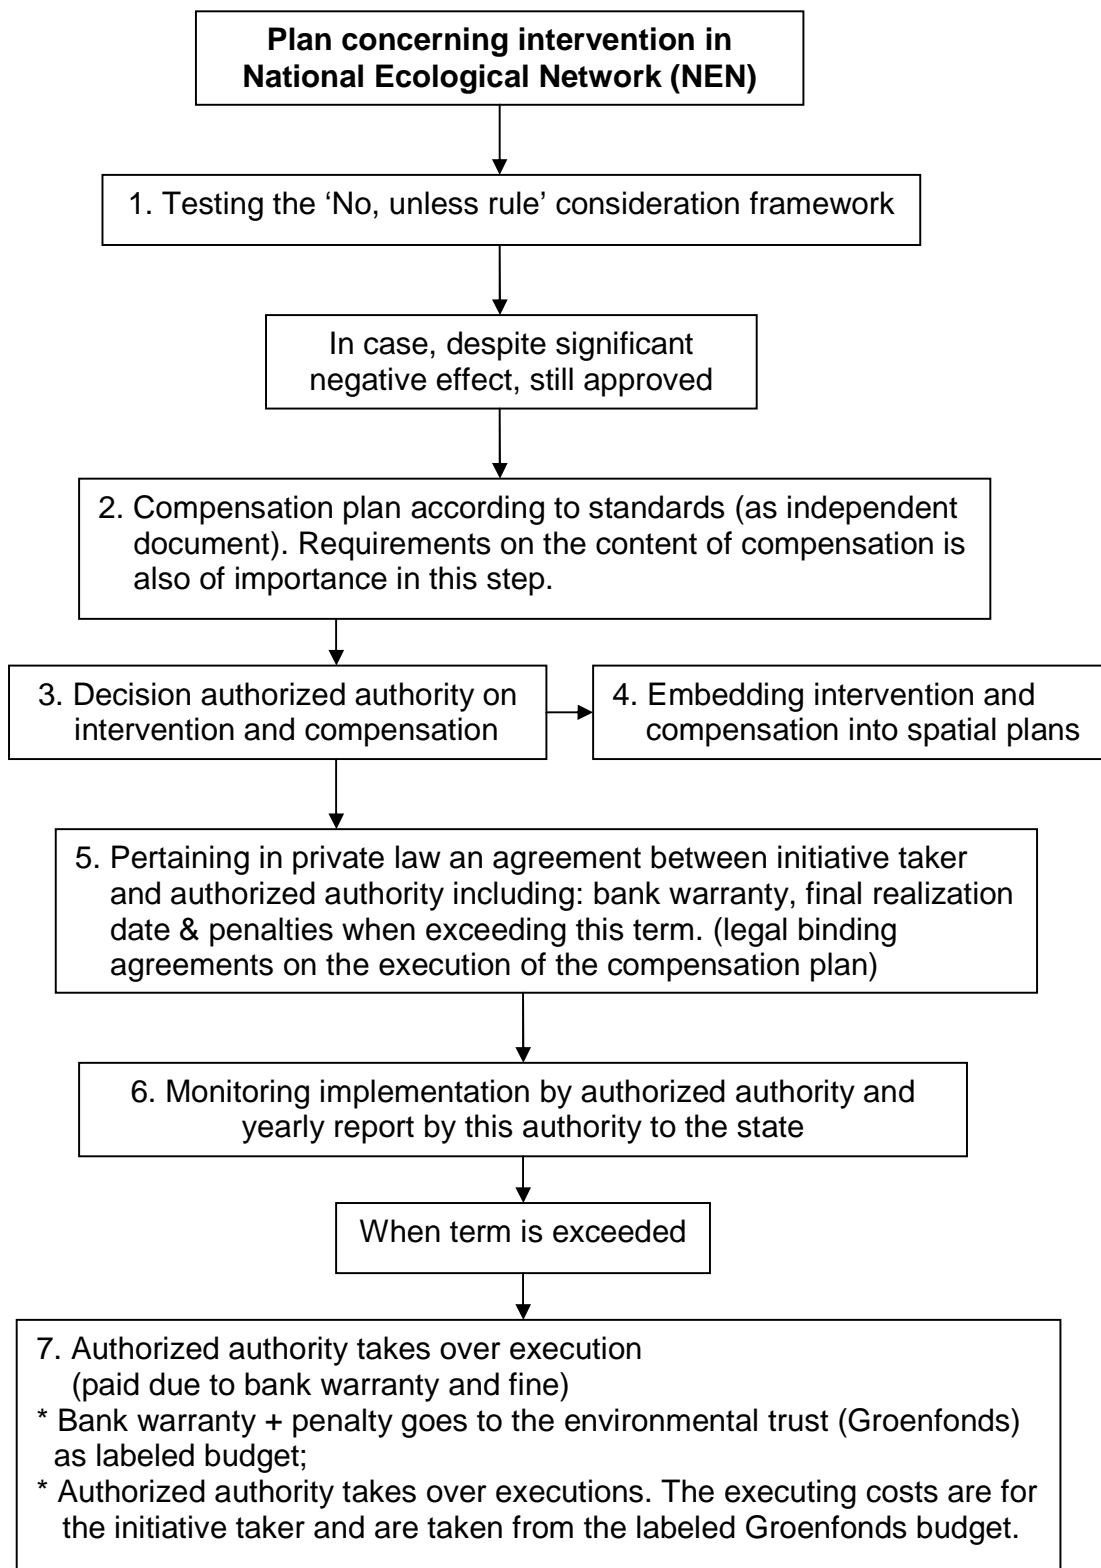 Plan concerning intervention in
National Ecological Network (NEN)
1. Testing the ‘No, unless rule’ consideration framework
In case, despite significant
negative effect, still approved
2. Compensation plan according to standards (as independent
document). Requirements on the content of compensation is
also of importance in this step.
3. Decision authorized authority on
intervention and compensation
4. Embedding intervention and
compensation into spatial plans
5. Pertaining in private law an agreement between initiative taker
and authorized authority including: bank warranty, final realization
date & penalties when exceeding this term. (legal binding
agreements on the execution of the compensation plan)
6. Monitoring implementation by authorized authority and
yearly report by this authority to the state
When term is exceeded
7. Authorized authority takes over execution
(paid due to bank warranty and fine)
* Bank warranty + penalty goes to the environmental trust (Groenfonds)
as labeled budget;
* Authorized authority takes over executions. The executing costs are for
the initiative taker and are taken from the labeled Groenfonds budget.